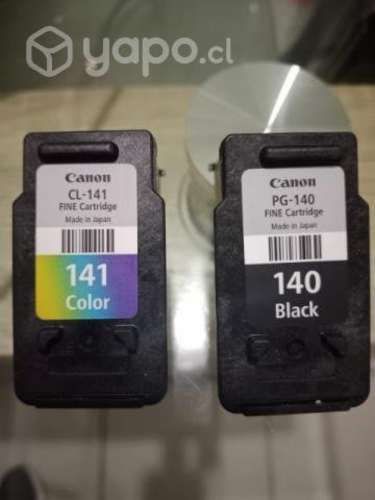 yapo.cl
Canon
CL-141
FINE Cartridge
Made in Japan
141
Color
Canon
PG-140
FINE Cartridge
Made in Japan
140
Black